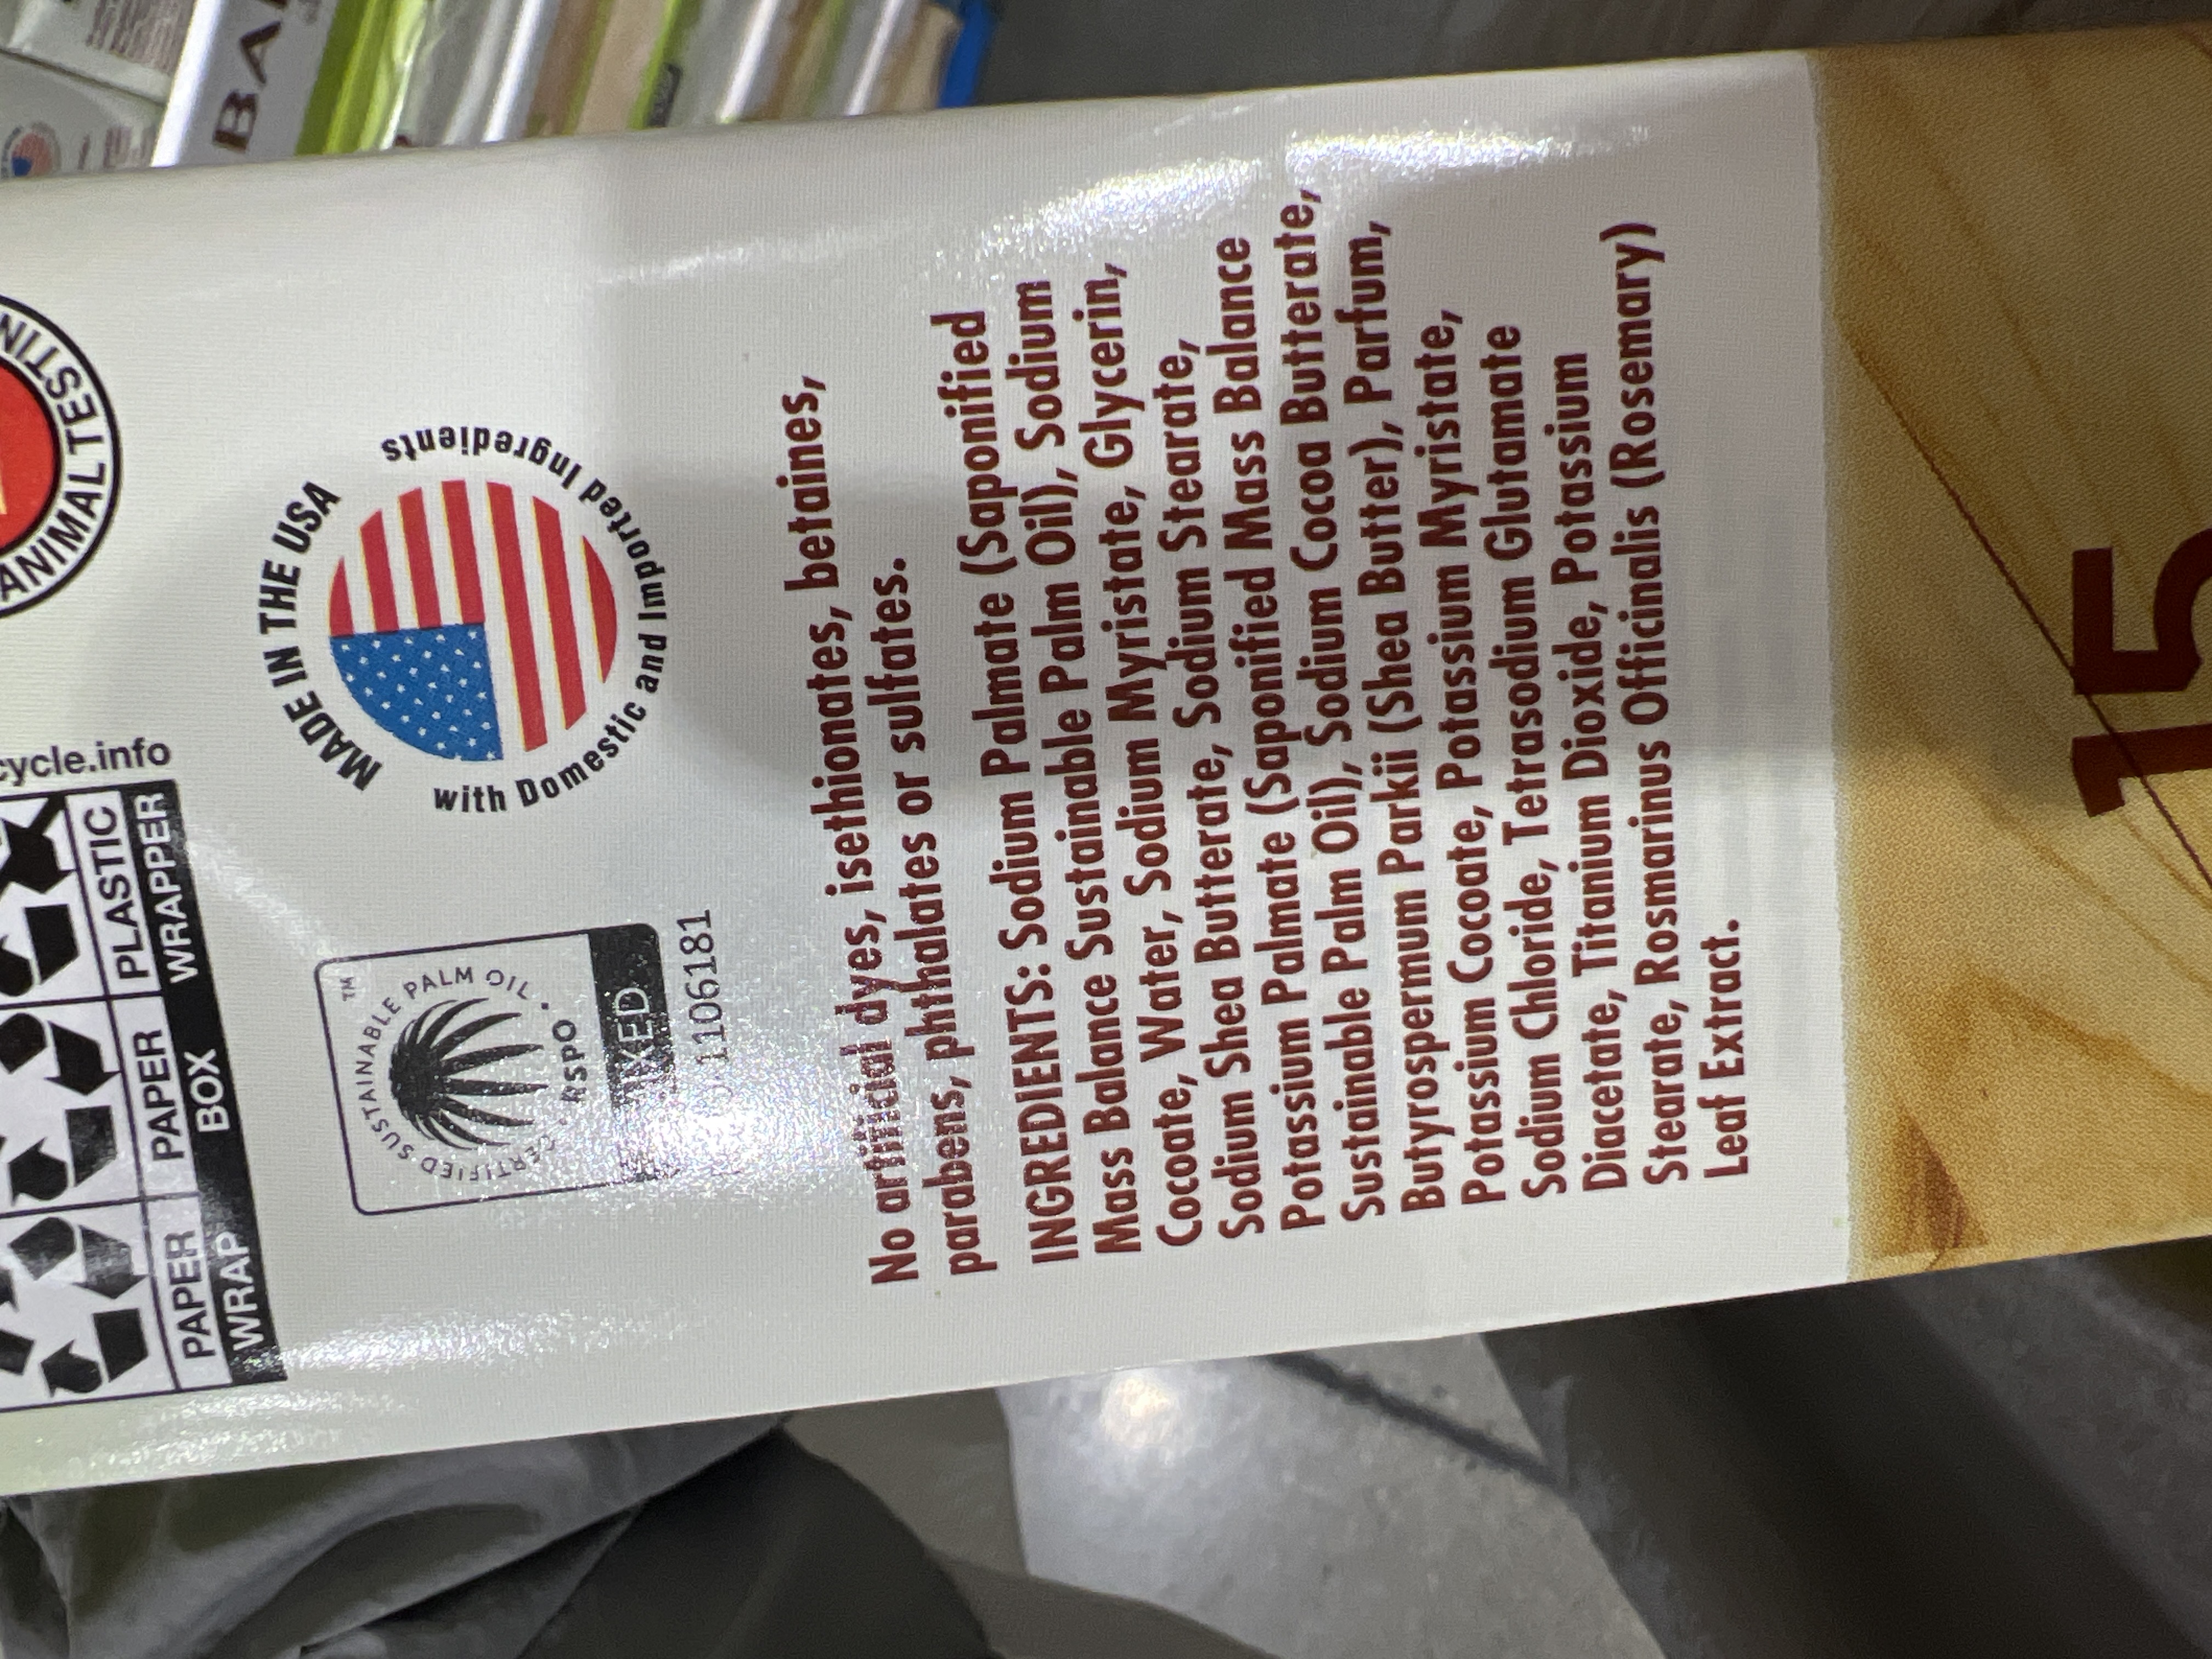 cycle.info
ANIMAL
PAPER PAPER PLASTIC
WRAP BOX WRAPPER
CERTIFIED SUSTAINABLE PALM OIL
TM
RSPO
1106181
MADE IN THE USA
with Domestic and Imported Ingredients
No artificial dyes, isethionates, betaines,
parabens, phthalates or sulfates.
INGREDIENTS: Sodium Palmate (Saponified
Mass Balance Sustainable Palm Oil), Sodium
Cocoate, Water, Sodium Myristate, Glycerin,
Sodium Shea Butterate, Sodium Stearate,
Potassium Palmate (Saponified Mass Balance
Sustainable Palm Oil), Sodium Cocoa Butterate,
Butyrospermum Parkii (Shea Butter), Parfum,
Potassium Cocoate, Potassium Myristate,
Sodium Chloride, Tetrasodium Glutamate
Diacetate, Titanium Dioxide, Potassium
Stearate, Rosmarinus Officinalis (Rosemary)
Leaf Extract.
15